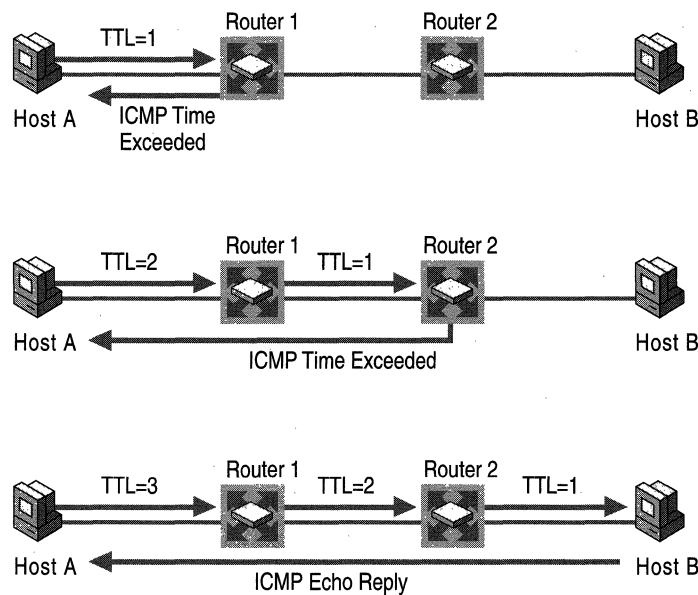 Router 1
Router 2
TTL=1
Host A
ICMP Time
Exceeded
Host B
Router 1
Router 2
TTL=2
TTL=1
Host A
ICMP Time Exceeded
Host B
Router 1
Router 2
TTL=3
TTL=2
TTL=1
Host A
ICMP Echo Reply
Host B